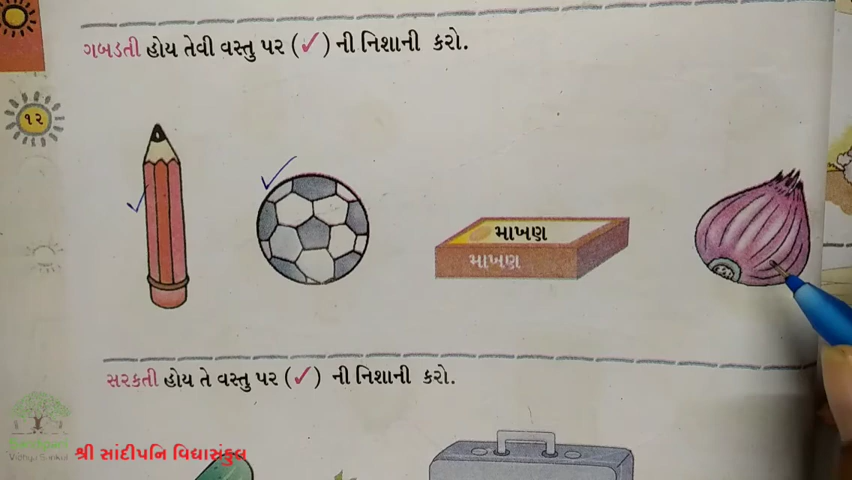 ગબડતી હોય તેવી વસ્તુ પર (✓) ની નિશાની કરો.
૧૨
માખણ
માખણ
સરકતી હોય તે વસ્તુ પર (✓) ની નિશાની કરો.
શ્રી સાંદીપનિ વિદ્યાસંકુલ